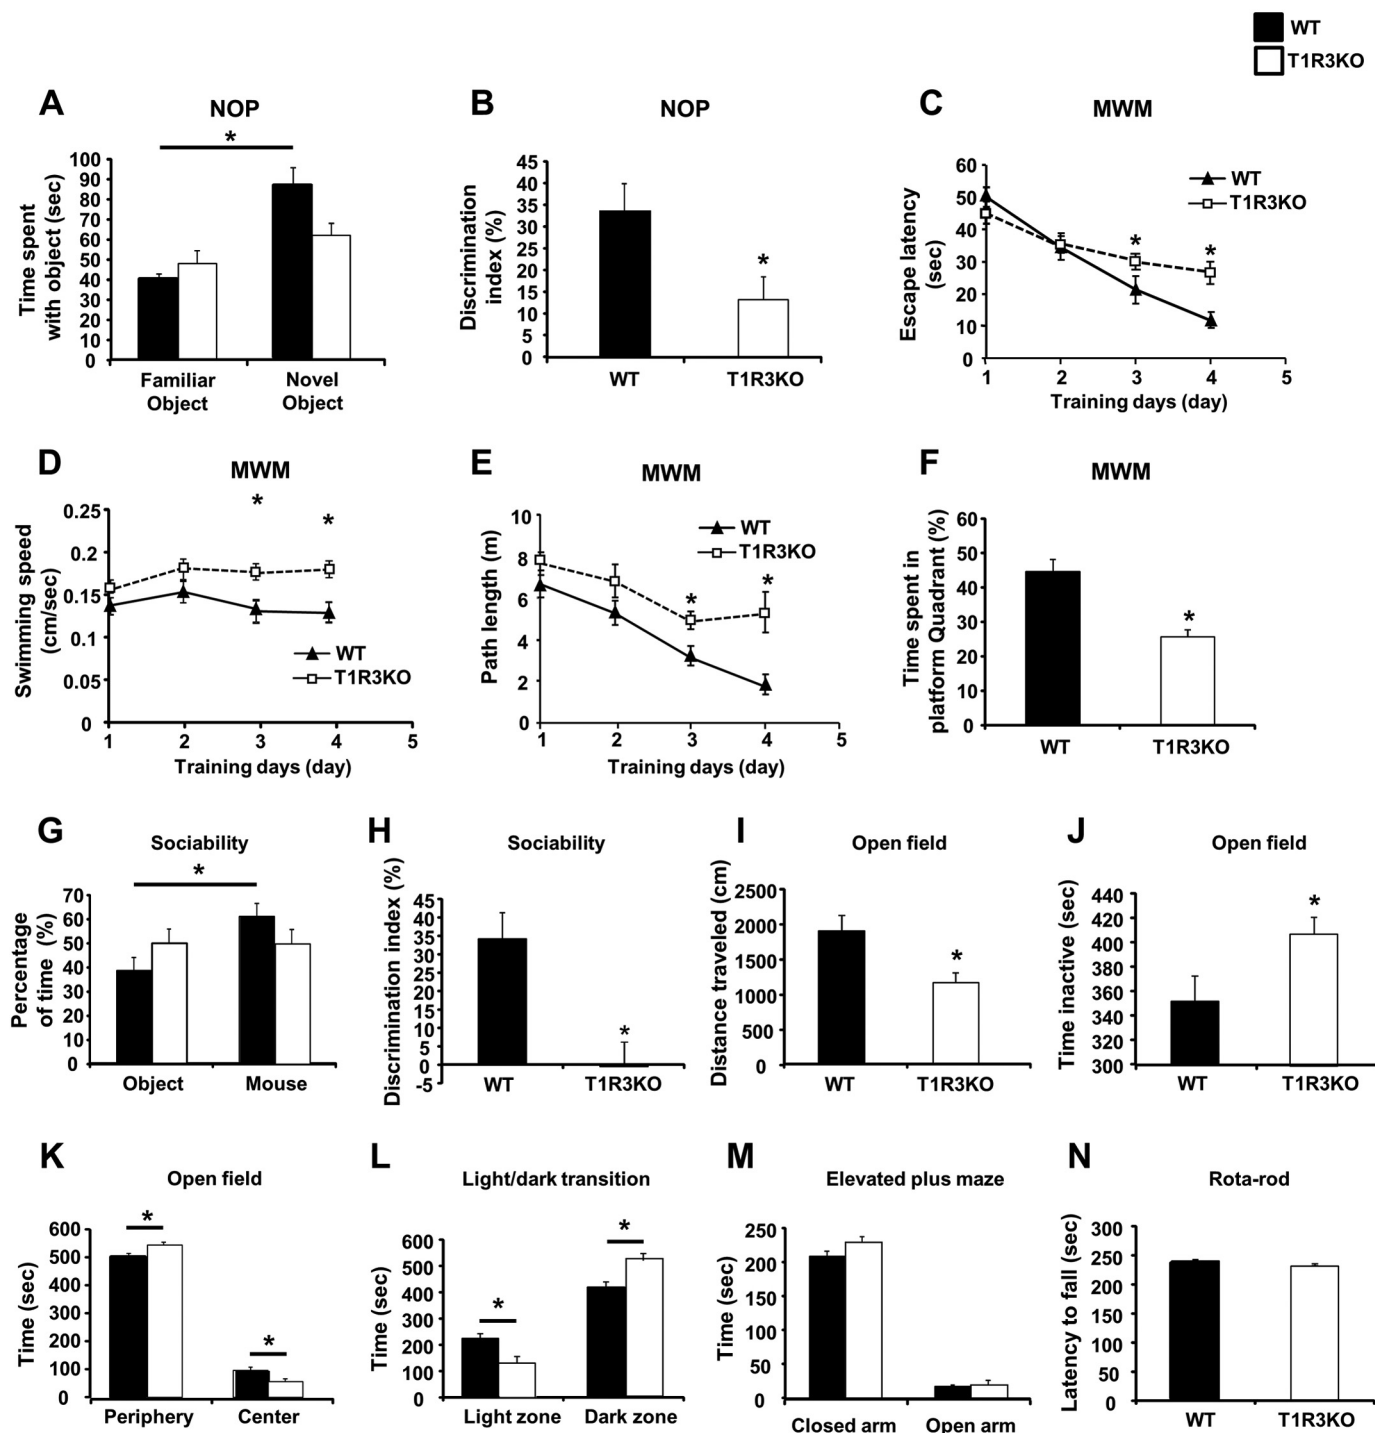 WT
T1R3KO
A
NOP
*
Time spent
with object (sec)
100
90
80
70
60
50
40
30
20
10
0
Familiar
Object
Novel
Object
B
NOP
Discrimination
index (%)
45
40
35
30
25
20
15
10
5
0
*
WT
T1R3KO
C
MWM
Escape latency
(sec)
60
50
40
30
20
10
0
WT
T1R3KO
*
*
1
2
3
4
5
Training days (day)
D
MWM
Swimming speed
(cm/sec)
0.25
0.2
0.15
0.1
0.05
0
*
*
WT
T1R3KO
1
2
3
4
5
Training days (day)
E
MWM
Path length (m)
10
8
6
4
2
0
WT
T1R3KO
*
*
1
2
3
4
5
Training days (day)
F
MWM
Time spent in
platform Quadrant (%)
60
50
40
30
20
10
0
*
WT
T1R3KO
G
Sociability
*
Percentage
of time (%)
70
60
50
40
30
20
10
0
Object
Mouse
H
Sociability
Discrimination index (%)
45
40
35
30
25
20
15
10
5
0
-5
*
WT
T1R3KO
I
Open field
Distance traveled (cm)
2500
2000
1500
1000
500
0
*
WT
T1R3KO
J
Open field
Time inactive (sec)
440
420
400
380
360
340
320
300
*
WT
T1R3KO
K
Open field
Time (sec)
600
500
400
300
200
100
0
*
*
Periphery
Center
L
Light/dark transition
Time (sec)
600
500
400
300
200
100
0
*
*
Light zone
Dark zone
M
Elevated plus maze
Time (sec)
250
200
150
100
50
0
Closed arm
Open arm
N
Rota-rod
Latency to fall (sec)
300
250
200
150
100
50
0
WT
T1R3KO